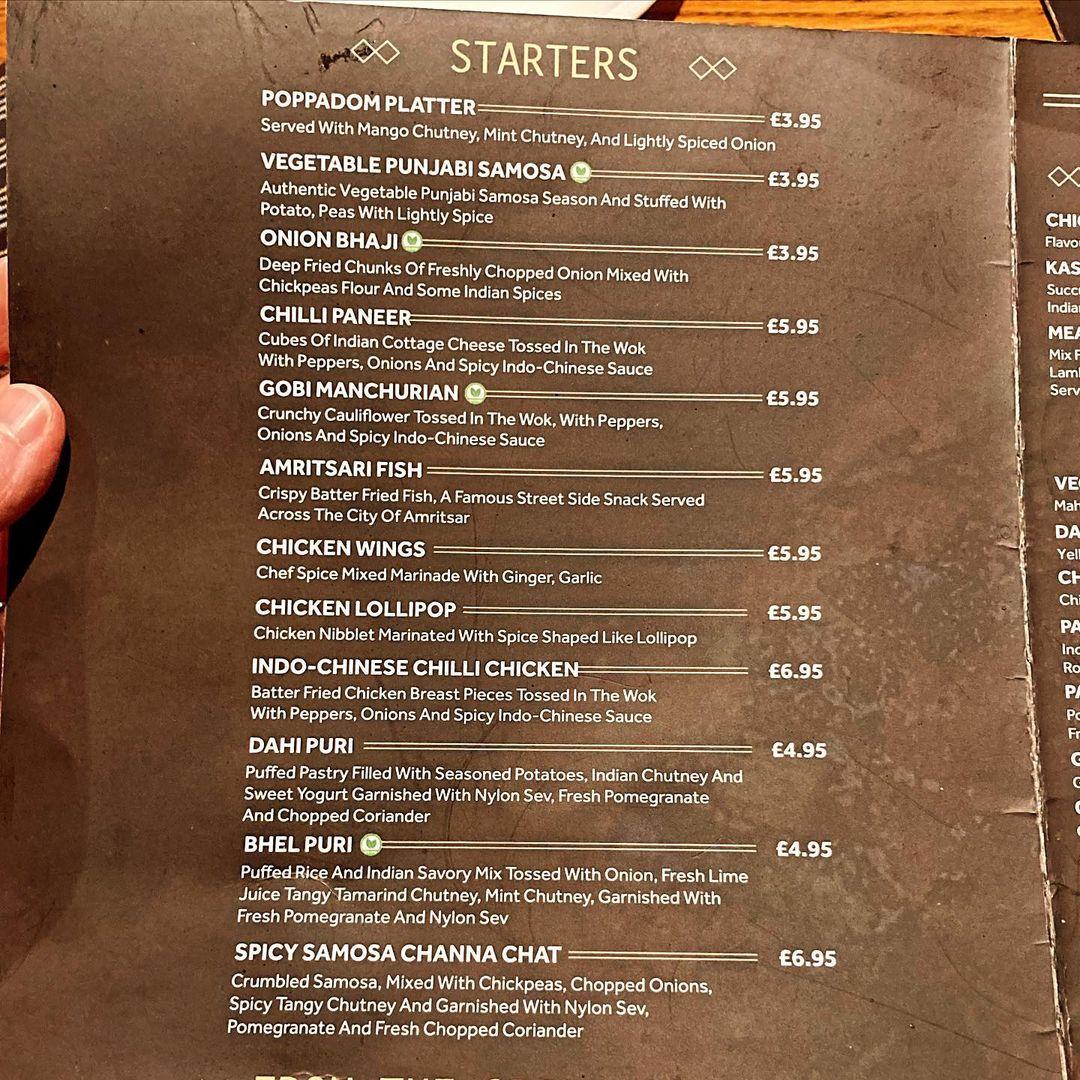 STARTERS
POPPADOM PLATTER £3.95
Served With Mango Chutney, Mint Chutney, And Lightly Spiced Onion
VEGETABLE PUNJABI SAMOSA £3.95
Authentic Vegetable Punjabi Samosa Season And Stuffed With
Potato, Peas With Lightly Spice
ONION BHAJI £3.95
Deep Fried Chunks Of Freshly Chopped Onion Mixed With
Chickpeas Flour And Some Indian Spices
CHILLI PANEER £5.95
Cubes Of Indian Cottage Cheese Tossed In The Wok
With Peppers, Onions And Spicy Indo-Chinese Sauce
GOBI MANCHURIAN £5.95
Crunchy Cauliflower Tossed In The Wok, With Peppers,
Onions And Spicy Indo-Chinese Sauce
AMRITSARI FISH £5.95
Crispy Batter Fried Fish, A Famous Street Side Snack Served
Across The City Of Amritsar
CHICKEN WINGS £5.95
Chef Spice Mixed Marinade With Ginger, Garlic
CHICKEN LOLLIPOP £5.95
Chicken Nibblet Marinated With Spice Shaped Like Lollipop
INDO-CHINESE CHILLI CHICKEN £6.95
Batter Fried Chicken Breast Pieces Tossed In The Wok
With Peppers, Onions And Spicy Indo-Chinese Sauce
DAHI PURI £4.95
Puffed Pastry Filled With Seasoned Potatoes, Indian Chutney And
Sweet Yogurt Garnished With Nylon Sev, Fresh Pomegranate
And Chopped Coriander
BHEL PURI £4.95
Puffed Rice And Indian Savory Mix Tossed With Onion, Fresh Lime
Juice Tangy Tamarind Chutney, Mint Chutney, Garnished With
Fresh Pomegranate And Nylon Sev
SPICY SAMOSA CHANNA CHAT £6.95
Crumbled Samosa, Mixed With Chickpeas, Chopped Onions,
Spicy Tangy Chutney And Garnished With Nylon Sev,
Pomegranate And Fresh Chopped Coriander